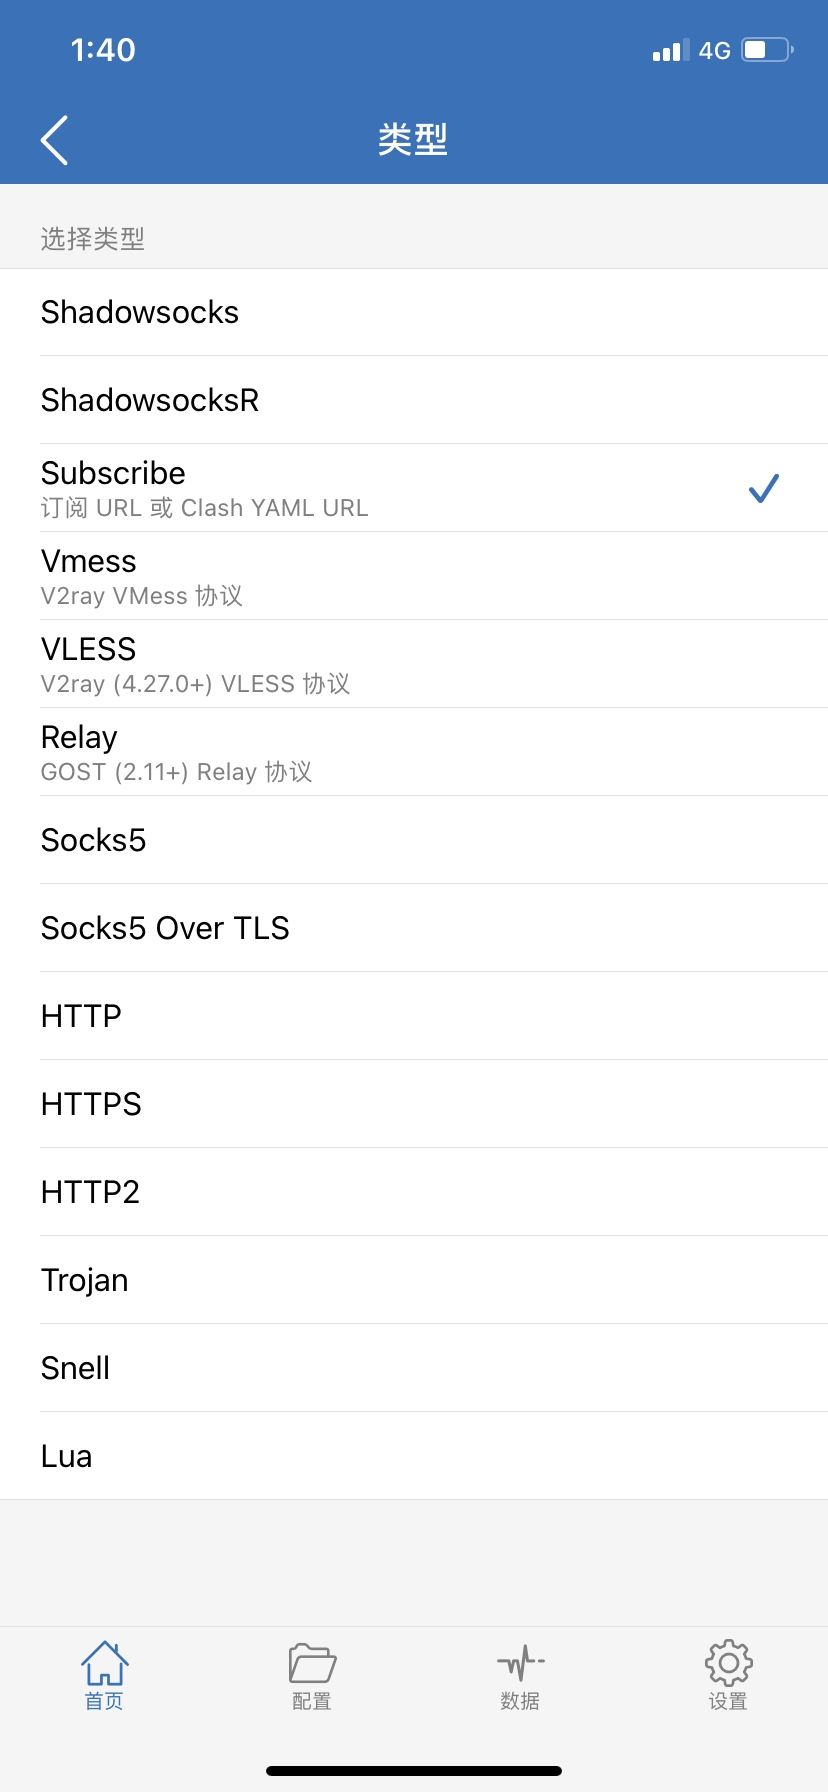 1:40
4G
类型
选择类型
Shadowsocks
ShadowsocksR
Subscribe
订阅 URL 或 Clash YAML URL
Vmess
V2ray VMess 协议
VLESS
V2ray (4.27.0+) VLESS 协议
Relay
GOST (2.11+) Relay 协议
Socks5
Socks5 Over TLS
HTTP
HTTPS
HTTP2
Trojan
Snell
Lua
首页
配置
数据
设置